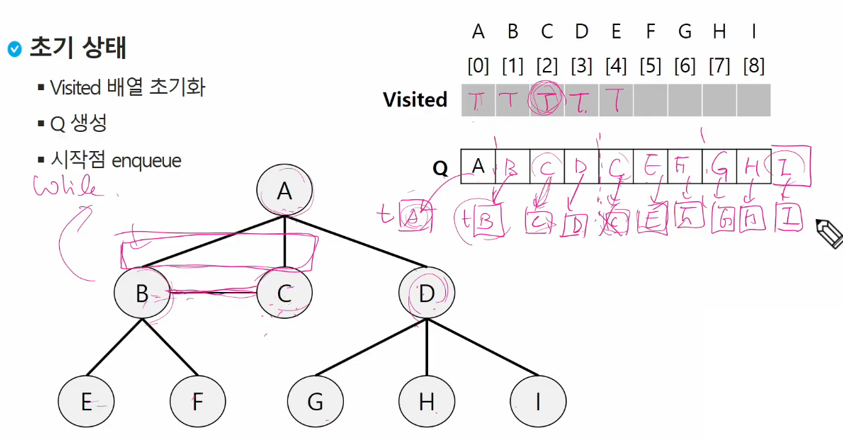 초기 상태
▪ Visited 배열 초기화
▪ Q 생성
▪ 시작점 enqueue
while
A B C D E F G H I
[0] [1] [2] [3] [4] [5] [6] [7] [8]
Visited T T T T T
Q A B C D C E F G H I
t A t B C D C E F G H I
A
B C D
E F G H I